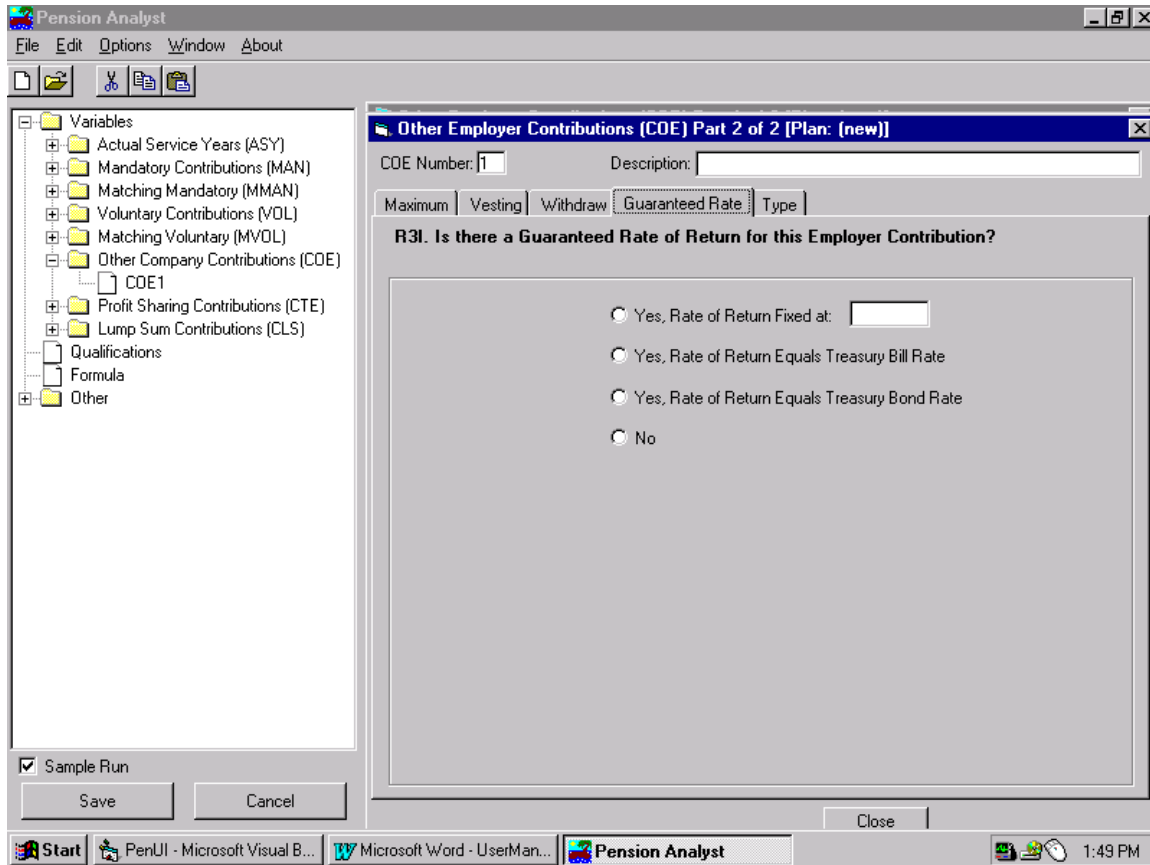 Pension Analyst
File Edit Options Window About
Variables
Actual Service Years (ASY)
Mandatory Contributions (MAN)
Matching Mandatory (MMAN)
Voluntary Contributions (VOL)
Matching Voluntary (MVOL)
Other Company Contributions (COE)
COE1
Profit Sharing Contributions (CTE)
Lump Sum Contributions (CLS)
Qualifications
Formula
Other
Sample Run
Save Cancel
Other Employer Contributions (COE) Part 2 of 2 [Plan: (new)]
COE Number: 1 Description:
Maximum Vesting Withdraw Guaranteed Rate Type
R3I. Is there a Guaranteed Rate of Return for this Employer Contribution?
Yes, Rate of Return Fixed at:
Yes, Rate of Return Equals Treasury Bill Rate
Yes, Rate of Return Equals Treasury Bond Rate
No
Close
Start PenUI - Microsoft Visual B... Microsoft Word - UserMan... Pension Analyst 1:49 PM